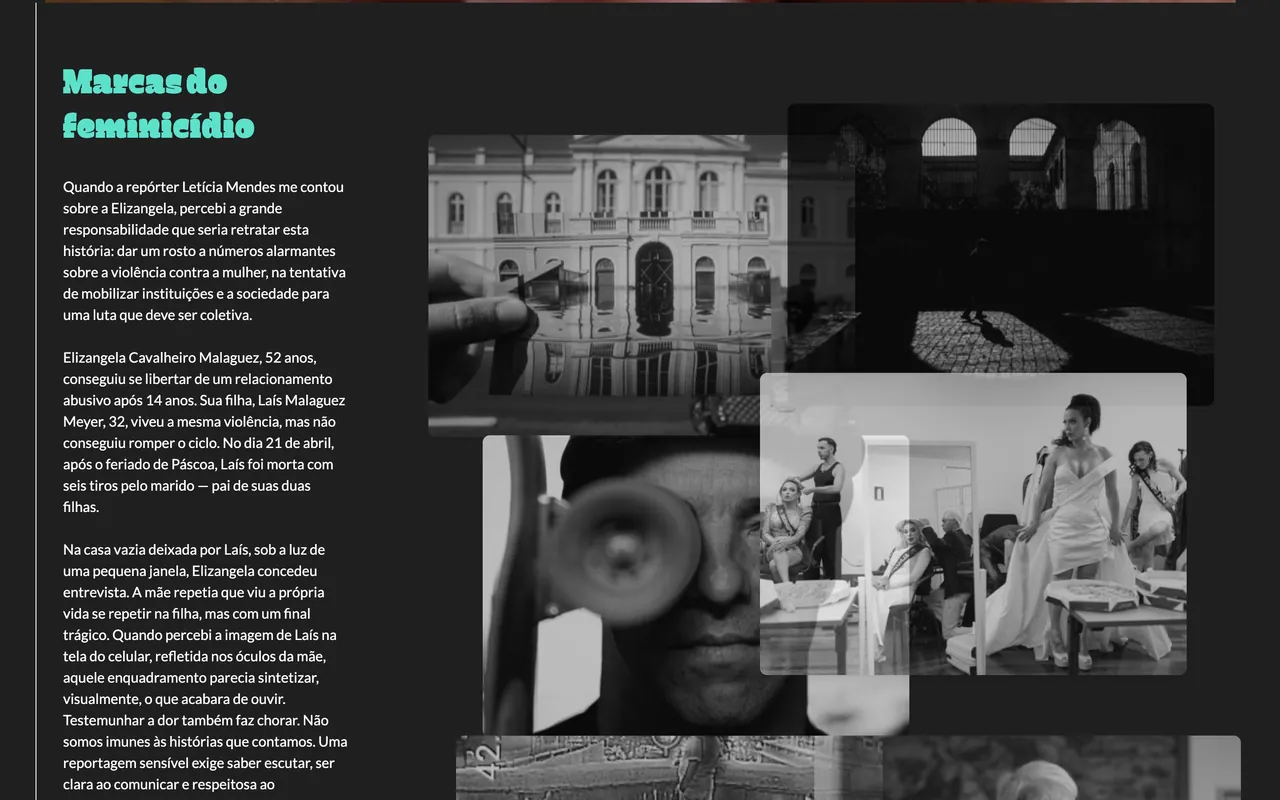 Marcas do
feminicídio
Quando a repórter Letícia Mendes me contou
sobre a Elizangela, percebi a grande
responsabilidade que seria retratar esta
história: dar um rosto a números alarmantes
sobre a violência contra a mulher, na tentativa
de mobilizar instituições e a sociedade para
uma luta que deve ser coletiva.
Elizangela Cavalheiro Malaguez, 52 anos,
conseguiu se libertar de um relacionamento
abusivo após 14 anos. Sua filha, Laís Malaguez
Meyer, 32, viveu a mesma violência, mas não
conseguiu romper o ciclo. No dia 21 de abril,
após o feriado de Páscoa, Laís foi morta com
seis tiros pelo marido — pai de suas duas
filhas.
Na casa vazia deixada por Laís, sob a luz de
uma pequena janela, Elizangela concedeu
entrevista. A mãe repetia que viu a própria
vida se repetir na filha, mas com um final
trágico. Quando percebi a imagem de Laís na
tela do celular, refletida nos óculos da mãe,
aquele enquadramento parecia sintetizar,
visualmente, o que acabara de ouvir.
Testemunhar a dor também faz chorar. Não
somos imunes às histórias que contamos. Uma
reportagem sensível exige saber escutar, ser
clara ao comunicar e respeitosa ao
42